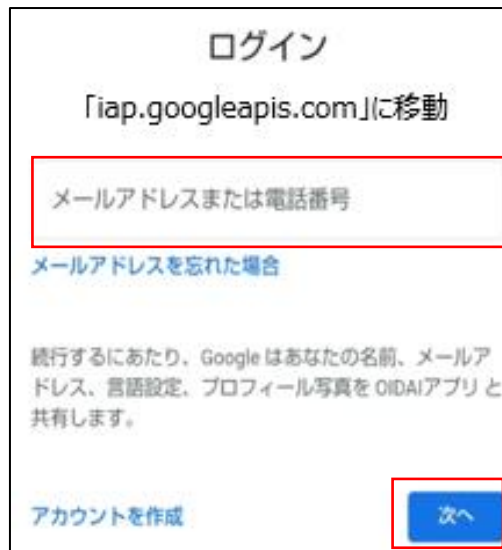 ログイン
「iap.googleapis.com」に移動
メールアドレスまたは電話番号
メールアドレスを忘れた場合
続行するにあたり、Google はあなたの名前、メールア
ドレス、言語設定、プロフィール写真を OIDAIアプリ と
共有します。
アカウントを作成
次へ